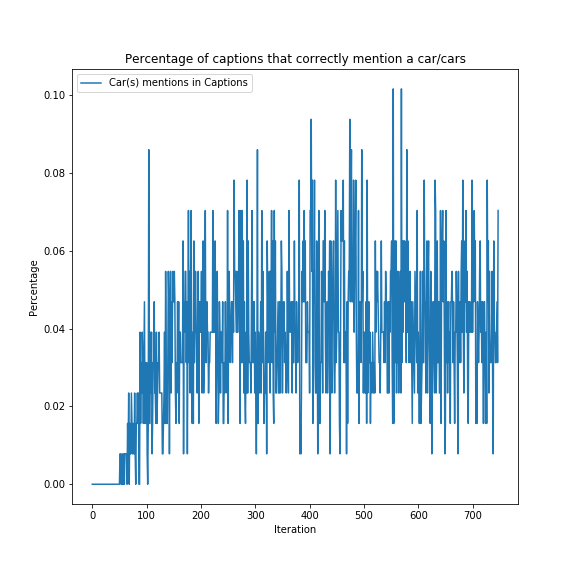 Percentage of captions that correctly mention a car/cars
Car(s) mentions in Captions
0.10
0.08
0.06
0.04
0.02
0.00
Percentage
0 100 200 300 400 500 600 700
Iteration